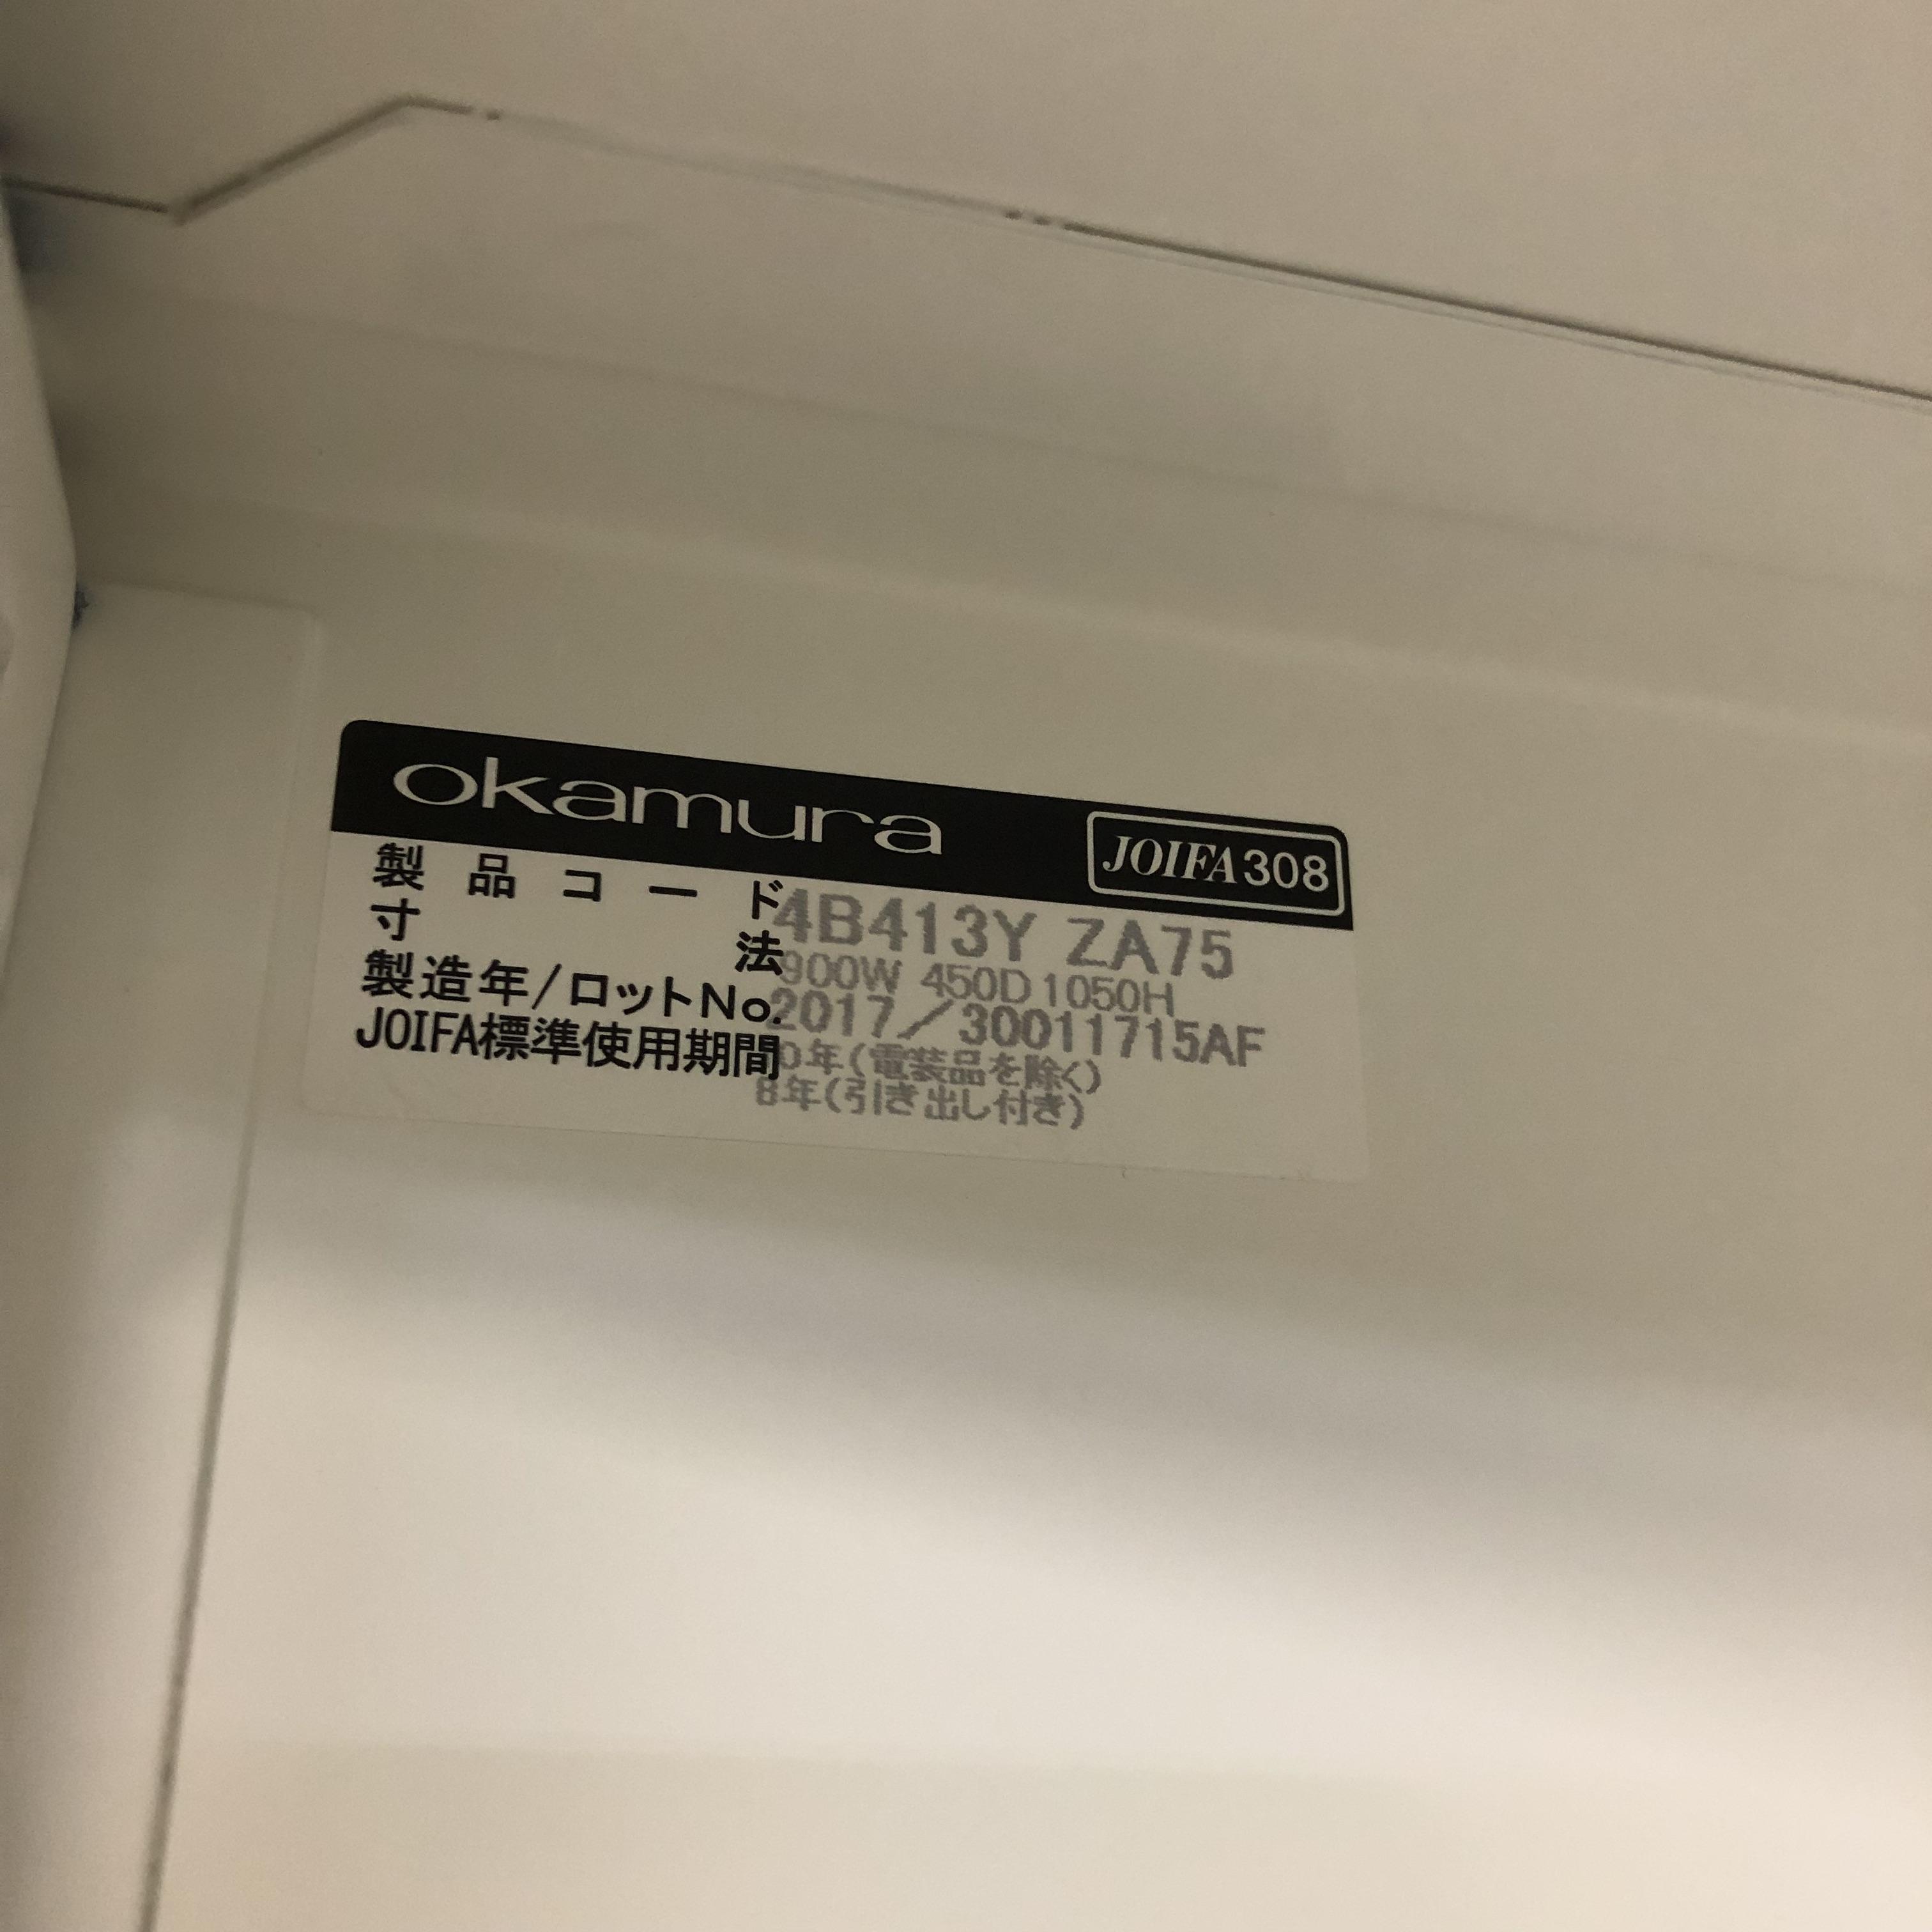 okamura JOIFA308
製品コード 4B413Y ZA75
寸法 900W 450D 1050H
製造年/ロットNo. 2017/30011715AF
JOIFA標準使用期間 0年(電装品を除く)
8年(引き出し付き)